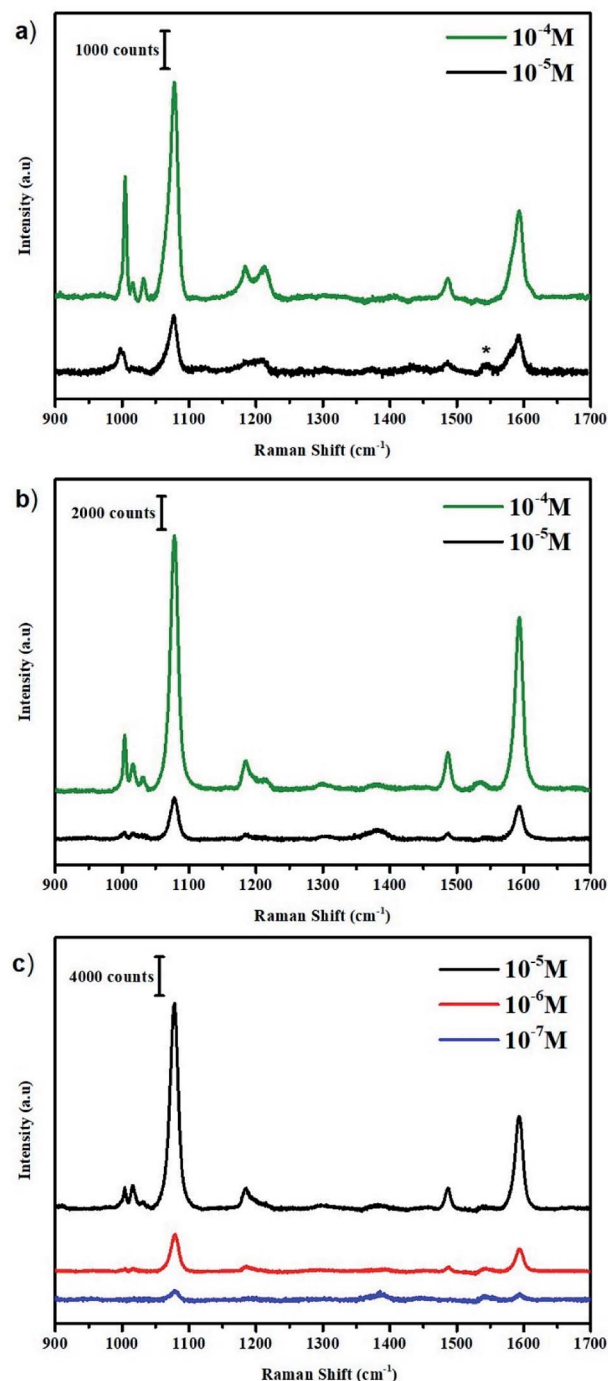 a)
1000 counts
10⁻⁴M
10⁻⁵M
Intensity (a.u)
*
900 1000 1100 1200 1300 1400 1500 1600 1700
Raman Shift (cm⁻¹)
b)
2000 counts
10⁻⁴M
10⁻⁵M
Intensity (a.u)
900 1000 1100 1200 1300 1400 1500 1600 1700
Raman Shift (cm⁻¹)
c)
4000 counts
10⁻⁵M
10⁻⁶M
10⁻⁷M
Intensity (a.u)
900 1000 1100 1200 1300 1400 1500 1600 1700
Raman Shift (cm⁻¹)